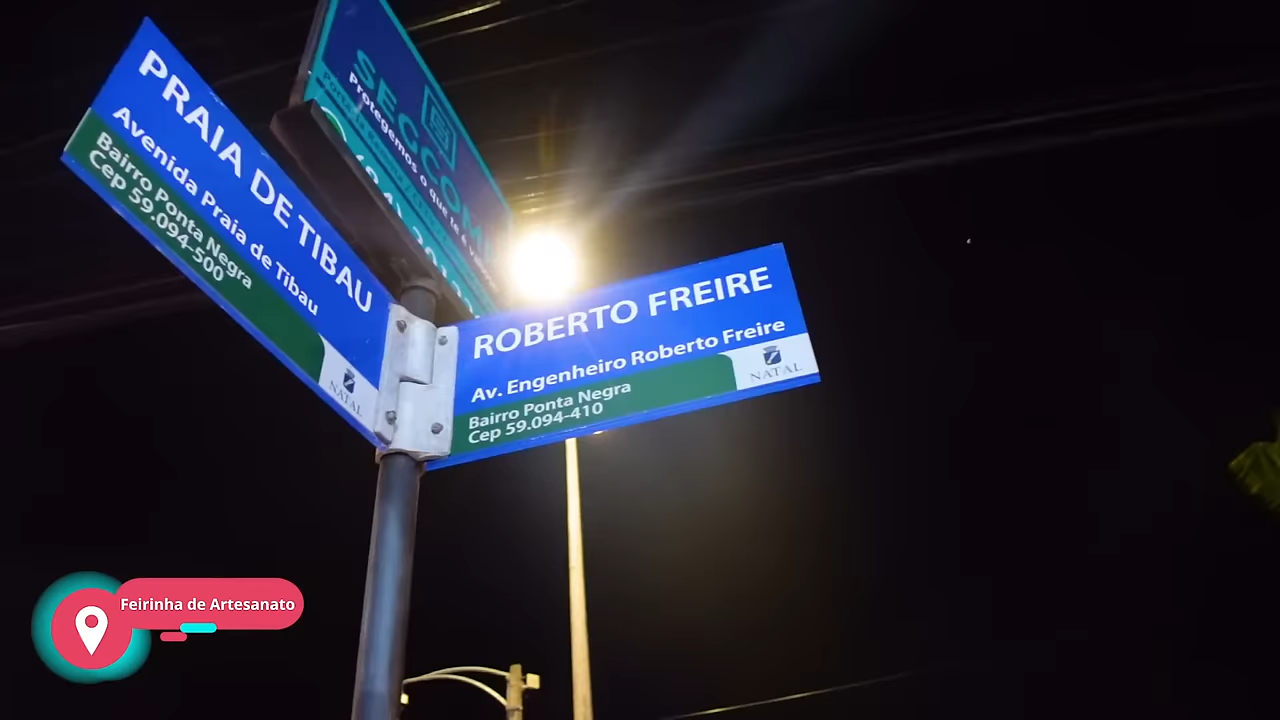 PRAIA DE TIBAU
Avenida Praia de Tibau
Bairro Ponta Negra
Cep 59.094-500
NATAL
Protegemos o que te é
ROBERTO FREIRE
Av. Engenheiro Roberto Freire
Bairro Ponta Negra
Cep 59.094-410
NATAL
Feirinha de Artesanato